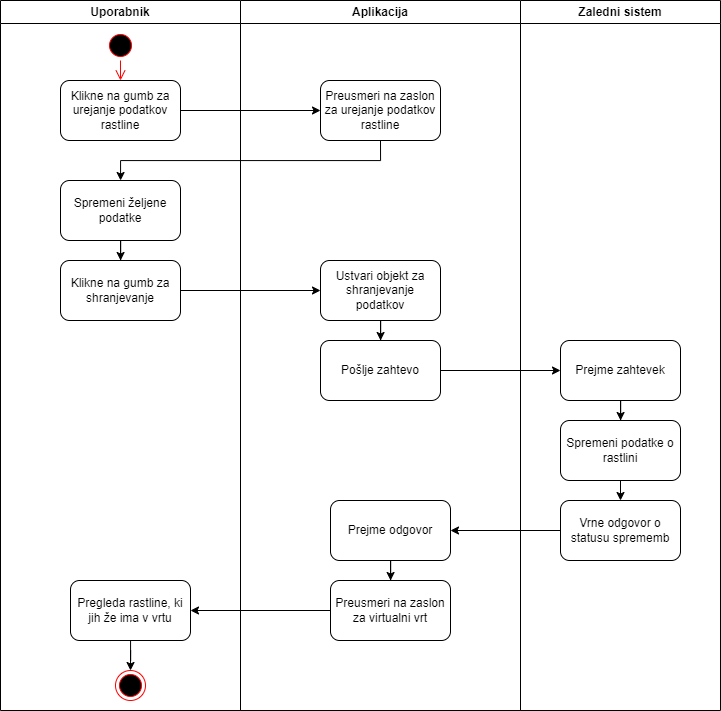 Uporabnik
Aplikacija
Zaledni sistem
Klikne na gumb za
urejanje podatkov
rastline
Preusmeri na zaslon
za urejanje podatkov
rastline
Spremeni željene
podatke
Klikne na gumb za
shranjevanje
Ustvari objekt za
shranjevanje
podatkov
Pošlje zahtevo
Prejme zahtevek
Spremeni podatke o
rastlini
Vrne odgovor o
statusu sprememb
Prejme odgovor
Preusmeri na zaslon
za virtualni vrt
Pregleda rastline, ki
jih že ima v vrtu